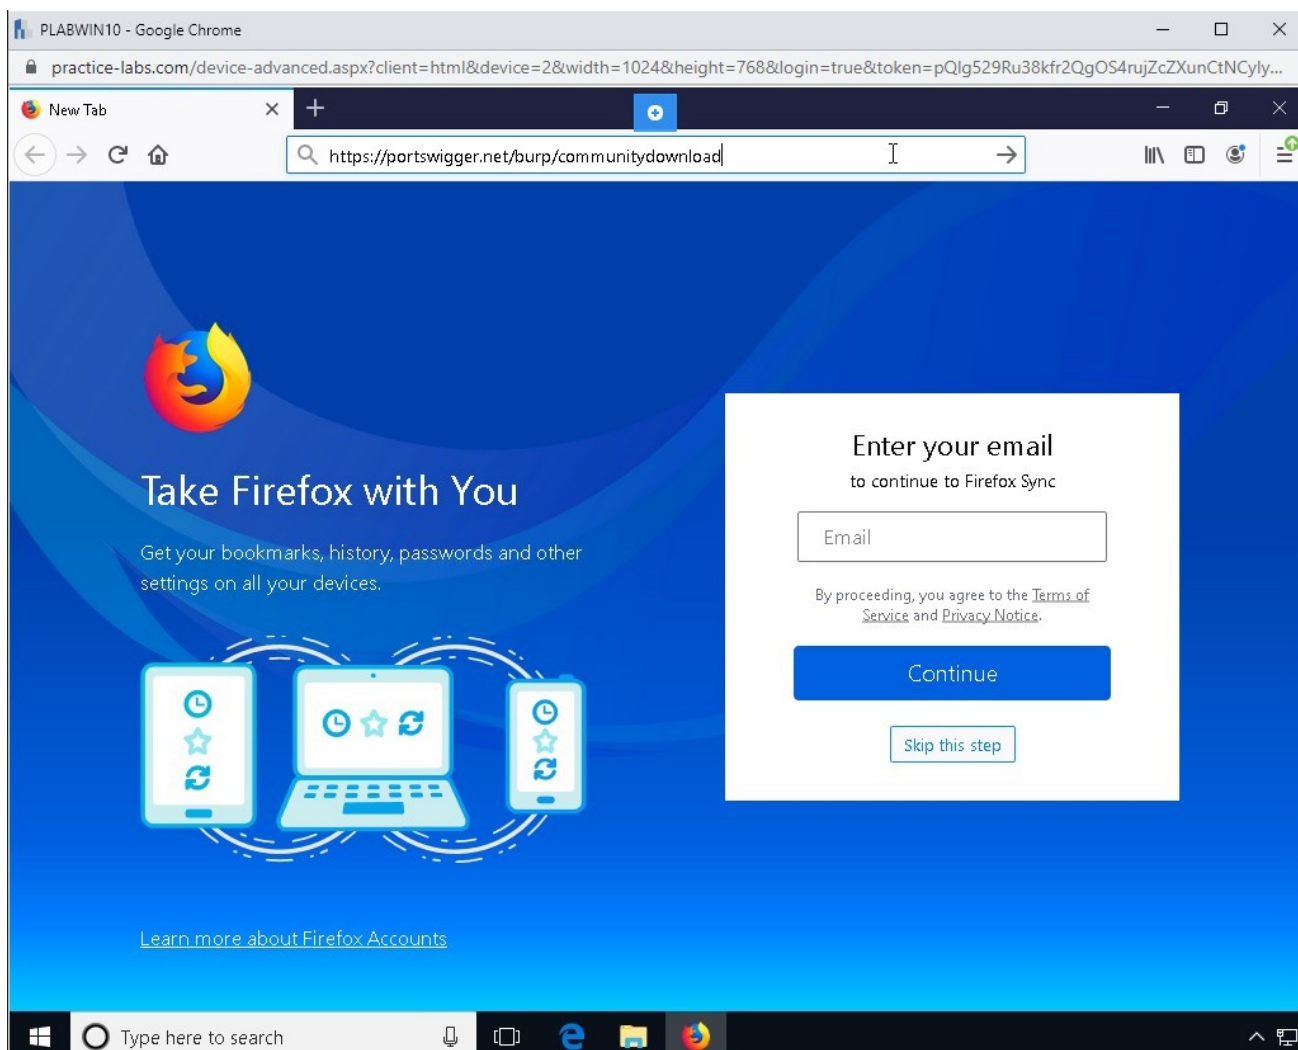 PLABWIN10 - Google Chrome
practice-labs.com/device-advanced.aspx?client=html&device=2&width=1024&height=768&login=true&token=pQlg529Ru38kfr2QgOS4rujZcZXunCtNCyly...
New Tab
https://portswigger.net/burp/communitydownload
Take Firefox with You
Get your bookmarks, history, passwords and other
settings on all your devices.
Learn more about Firefox Accounts
Enter your email
to continue to Firefox Sync
Email
By proceeding, you agree to the Terms of
Service and Privacy Notice.
Continue
Skip this step
Type here to search